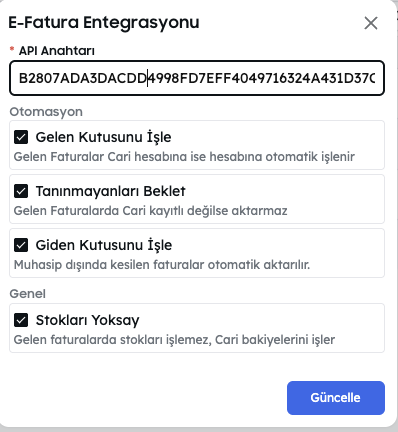 E-Fatura Entegrasyonu
* API Anahtarı
B2807ADA3DACDD4998FD7EFF4049716324A431D37C
Otomasyon
Gelen Kutusunu İşle
Gelen Faturalar Cari hesabına ise hesabına otomatik işlenir
Tanınmayanları Beklet
Gelen Faturalarda Cari kayıtlı değilse aktarmaz
Giden Kutusunu İşle
Muhasip dışında kesilen faturalar otomatik aktarılır.
Genel
Stokları Yoksay
Gelen faturalarda stokları işlemez, Cari bakiyelerini işler
Güncelle